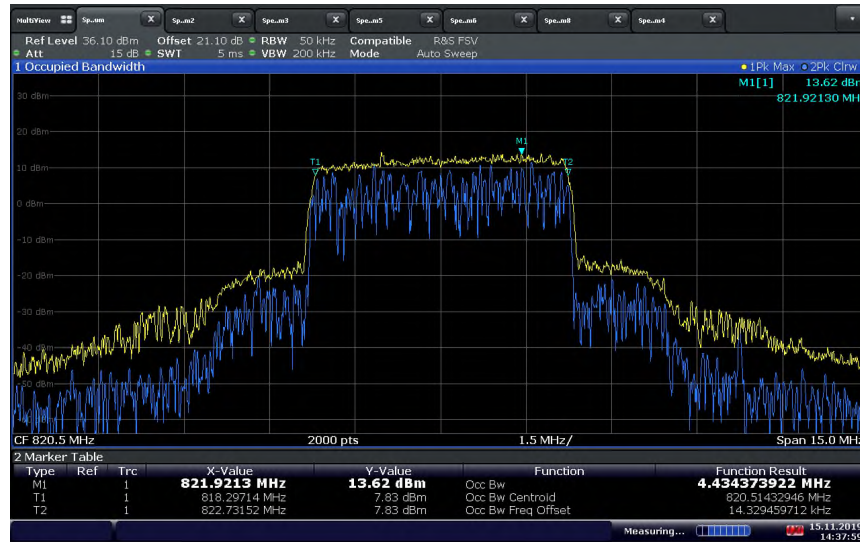 MultiView Sp..um X Sp..m2 X Spe..m3 X Spe..m5 X Spe..m6 X Spe..m8 X Spe..m4 X
Ref Level 36.10 dBm Offset 21.10 dB RBW 50 kHz Compatible R&S FSV
Att 15 dB SWT 5 ms VBW 200 kHz Mode Auto Sweep
1 Occupied Bandwidth 1Pk Max 2Pk Clrw
M1[1] 13.62 dBr
821.92130 MH
30 dBm
20 dBm
M1
T1 T2
10 dBm
0 dBm
-10 dBm
-20 dBm
-30 dBm
-40 dBm
-50 dBm
CF 820.5 MHz 2000 pts 1.5 MHz/ Span 15.0 MHz
2 Marker Table
Type Ref Trc X-Value Y-Value Function Function Result
M1 1 821.9213 MHz 13.62 dBm Occ Bw 4.434373922 MHz
T1 1 818.29714 MHz 7.83 dBm Occ Bw Centroid 820.51432946 MHz
T2 1 822.73152 MHz 7.83 dBm Occ Bw Freq Offset 14.329459712 kHz
Measuring... 15.11.2019
14:37:59